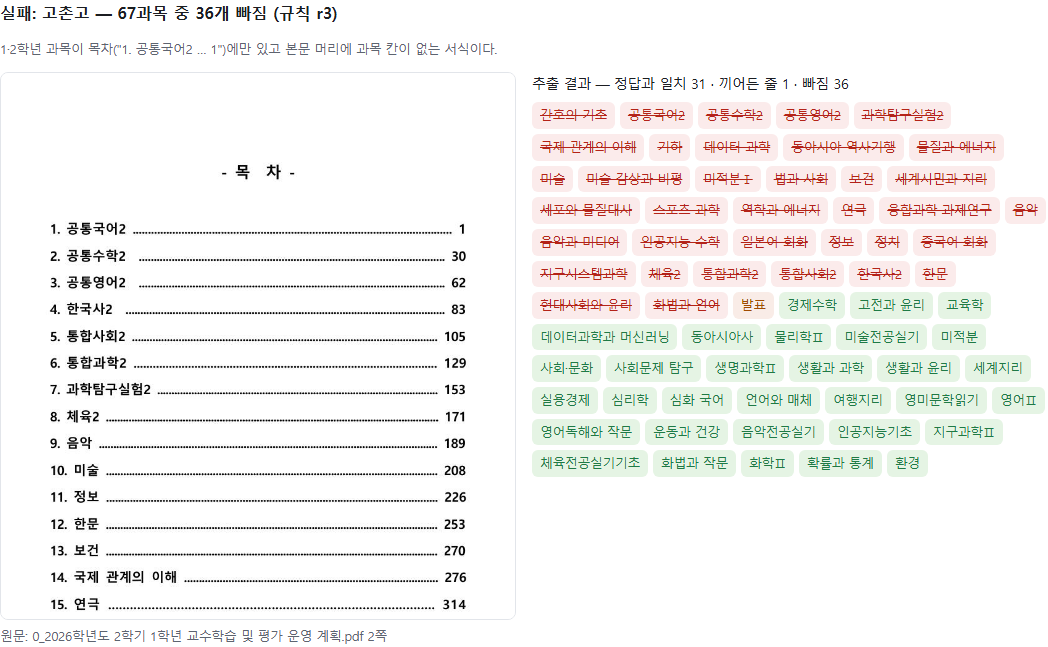 실패: 고촌고 — 67과목 중 36개 빠짐 (규칙 r3)
1·2학년 과목이 목차("1. 공통국어2 ... 1")에만 있고 본문 머리에 과목 칸이 없는 서식이다.
- 목 차 -
1. 공통국어2 ........ 1
2. 공통수학2 ........ 30
3. 공통영어2 ........ 62
4. 한국사2 ........ 83
5. 통합사회2 ........ 105
6. 통합과학2 ........ 129
7. 과학탐구실험2 ........ 153
8. 체육2 ........ 171
9. 음악 ........ 189
10. 미술 ........ 208
11. 정보 ........ 226
12. 한문 ........ 253
13. 보건 ........ 270
14. 국제 관계의 이해 ........ 276
15. 연극 ........ 314
원문: 0_2026학년도 2학기 1학년 교수학습 및 평가 운영 계획.pdf 2쪽
추출 결과 — 정답과 일치 31 · 끼어든 줄 1 · 빠짐 36
간호의 기초 공통국어2 공통수학2 공통영어2 과학탐구실험2
국제 관계의 이해 기하 데이터 과학 동아시아 역사기행 물질과 에너지
미술 미술 감상과 비평 미적분Ⅰ 법과 사회 보건 세계시민과 지리
세포와 물질대사 스포츠 과학 역학과 에너지 연극 융합과학 과제연구 음악
음악과 미디어 인공지능 수학 일본어 회화 정보 정치 중국어 회화
지구시스템과학 체육2 통합과학2 통합사회2 한국사2 한문
현대사회와 윤리 화법과 언어 발표 경제수학 고전과 윤리 교육학
데이터과학과 머신러닝 동아시아사 물리학Ⅱ 미술전공실기 미적분
사회·문화 사회문제 탐구 생명과학Ⅱ 생활과 과학 생활과 윤리 세계지리
실용경제 심리학 심화 국어 언어와 매체 여행지리 영미문학읽기 영어Ⅱ
영어독해와 작문 운동과 건강 음악전공실기 인공지능기초 지구과학Ⅱ
체육전공실기기초 화법과 작문 화학Ⅱ 확률과 통계 환경